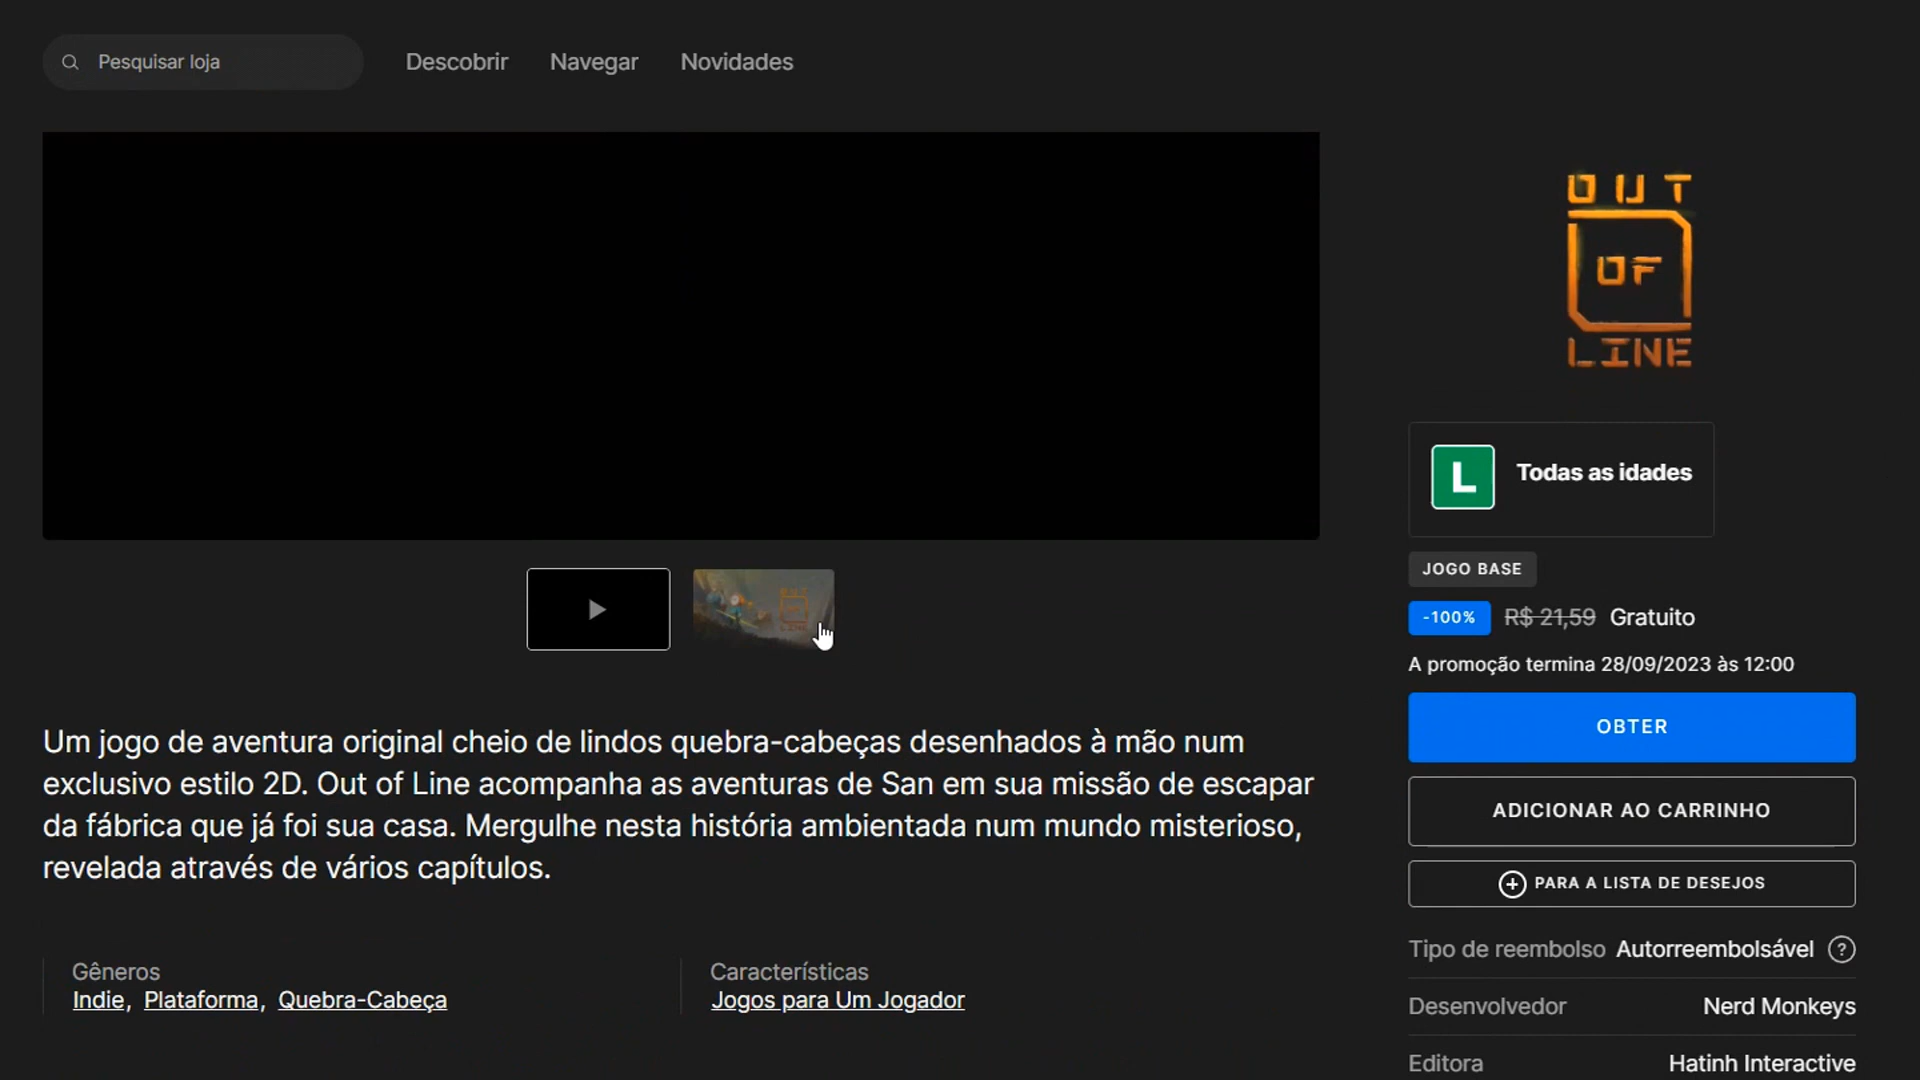 Pesquisar loja
Descobrir
Navegar
Novidades
OUT
OF
LINE
L
Todas as idades
JOGO BASE
-100% R$ 21,59 Gratuito
A promoção termina 28/09/2023 às 12:00
OBTER
ADICIONAR AO CARRINHO
PARA A LISTA DE DESEJOS
Tipo de reembolso Autorreembolsável ?
Desenvolvedor Nerd Monkeys
Editora Hatinh Interactive
OUT
OF
LINE
Um jogo de aventura original cheio de lindos quebra-cabeças desenhados à mão num
exclusivo estilo 2D. Out of Line acompanha as aventuras de San em sua missão de escapar
da fábrica que já foi sua casa. Mergulhe nesta história ambientada num mundo misterioso,
revelada através de vários capítulos.
Gêneros
Indie, Plataforma, Quebra-Cabeça
Características
Jogos para Um Jogador